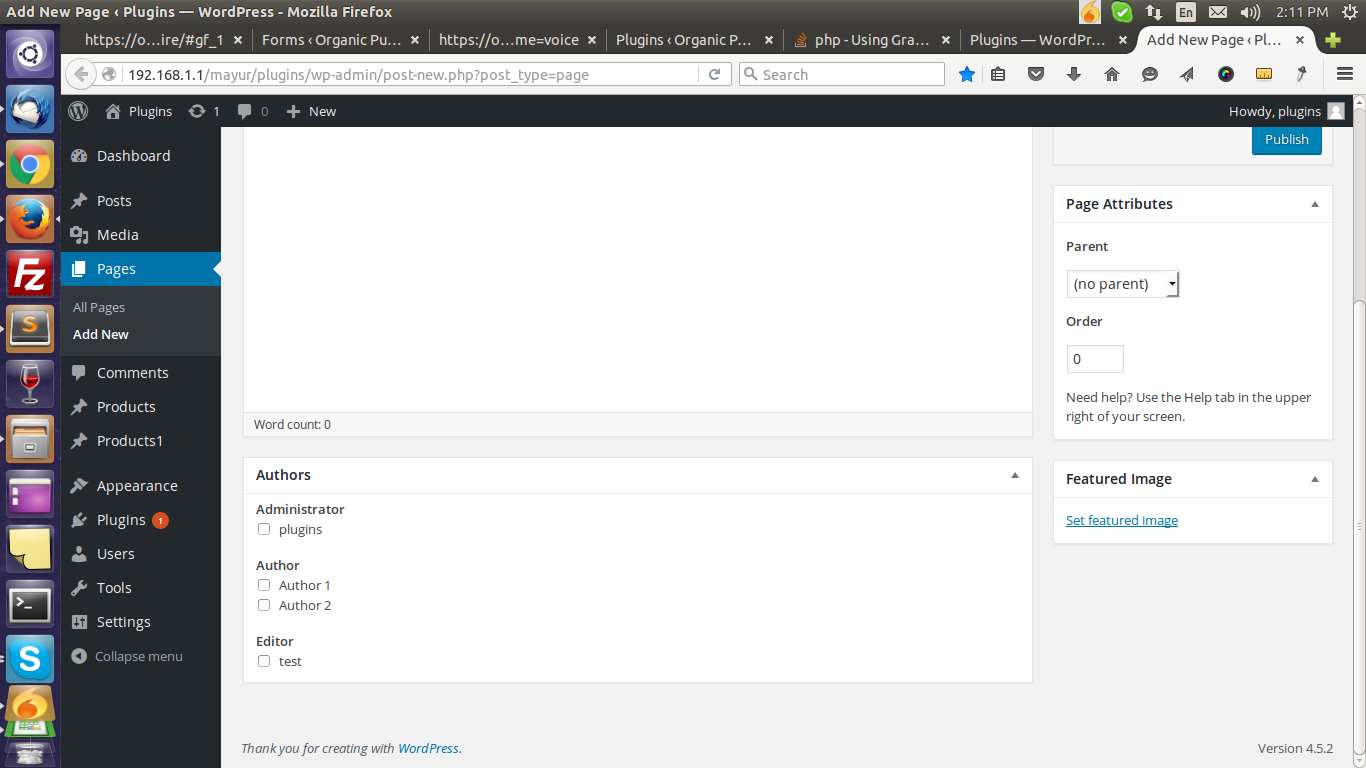 Add New Page ‹ Plugins — WordPress - Mozilla Firefox
En
2:11 PM
https://o...ire/#gf_1
Forms ‹ Organic Pu...
https://o...me=voice
Plugins ‹ Organic P...
php - Using Gra...
Plugins — WordPr...
Add New Page ‹ Pl...
192.168.1.1/mayur/plugins/wp-admin/post-new.php?post_type=page
Search
Plugins
1
0
New
Howdy, plugins
Dashboard
Posts
Media
Pages
All Pages
Add New
Comments
Products
Products1
Appearance
Plugins 1
Users
Tools
Settings
Collapse menu
Word count: 0
Authors
Administrator
plugins
Author
Author 1
Author 2
Editor
test
Publish
Page Attributes
Parent
(no parent)
Order
0
Need help? Use the Help tab in the upper
right of your screen.
Featured Image
Set featured image
Thank you for creating with WordPress.
Version 4.5.2